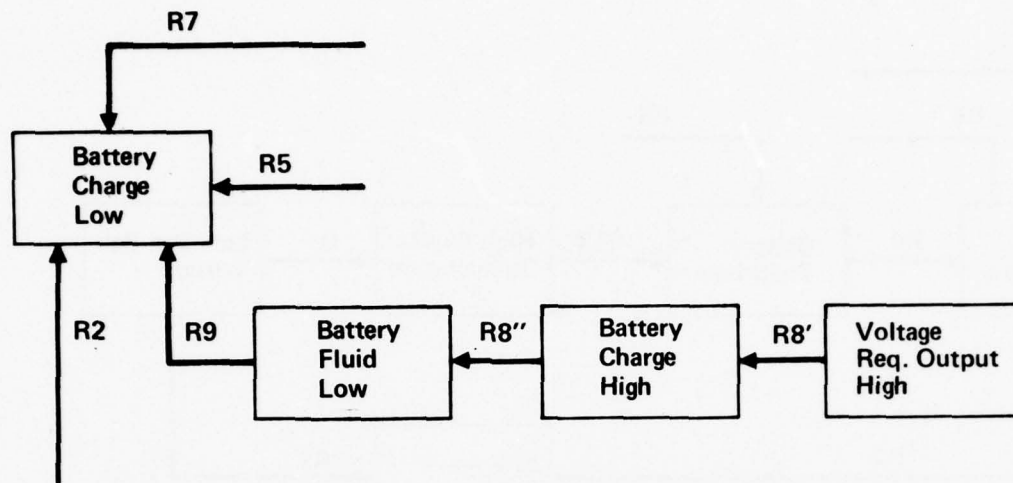 R7
Battery
Charge
Low
R5
R2
R9
Battery
Fluid
Low
R8''
Battery
Charge
High
R8'
Voltage
Req. Output
High